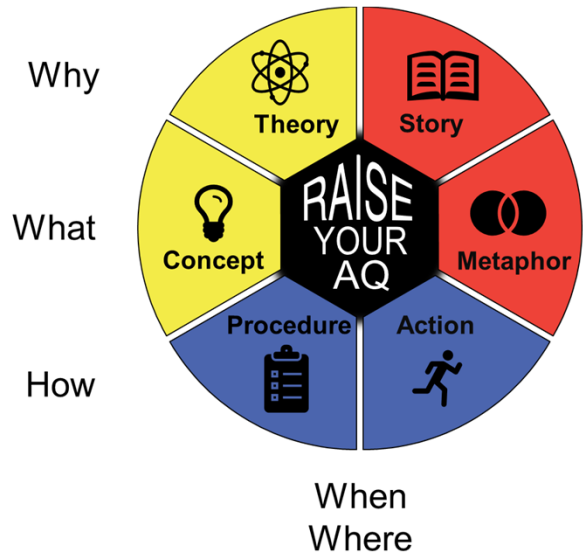 Why
Theory
Story
What
Concept
RAISE
YOUR
AQ
Metaphor
How
Procedure
Action
When
Where